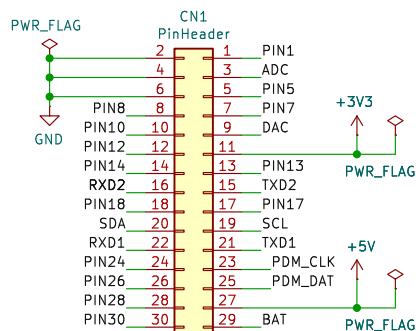 CN1
PWR_FLAG PinHeader
2 1 PIN1
4 3 ADC
6 5 PIN5
PIN8 8 7 PIN7 +3V3
PIN10 10 9 DAC
GND
PIN12 12 11
PIN14 14 13 PIN13 PWR_FLAG
RXD2 16 15 TXD2
PIN18 18 17 PIN17
SDA 20 19 SCL
RXD1 22 21 TXD1 +5V
PIN24 24 23 PDM_CLK
PIN26 26 25 PDM_DAT
PIN28 28 27
PIN30 30 29 BAT PWR_FLAG